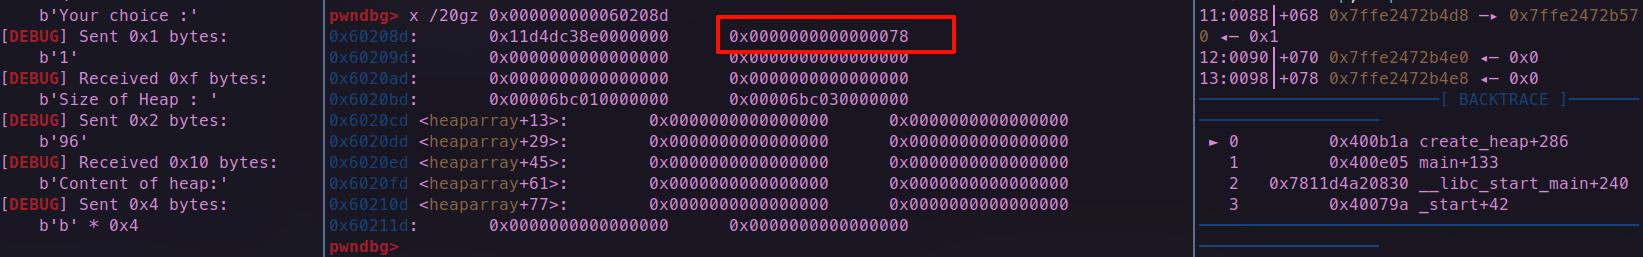 b'Your choice :'
[DEBUG] Sent 0x1 bytes:
b'1'
[DEBUG] Received 0xf bytes:
b'Size of Heap : '
[DEBUG] Sent 0x2 bytes:
b'96'
[DEBUG] Received 0x10 bytes:
b'Content of heap:'
[DEBUG] Sent 0x4 bytes:
b'b' * 0x4
pwndbg> x /20gz 0x000000000060208d
0x60208d: 0x11d4dc38e0000000 0x0000000000000078
0x60209d: 0x0000000000000000 0x0000000000000000
0x6020ad: 0x0000000000000000 0x0000000000000000
0x6020bd: 0x00006bc010000000 0x00006bc030000000
0x6020cd <heaparray+13>: 0x0000000000000000 0x0000000000000000
0x6020dd <heaparray+29>: 0x0000000000000000 0x0000000000000000
0x6020ed <heaparray+45>: 0x0000000000000000 0x0000000000000000
0x6020fd <heaparray+61>: 0x0000000000000000 0x0000000000000000
0x60210d <heaparray+77>: 0x0000000000000000 0x0000000000000000
0x60211d: 0x0000000000000000 0x0000000000000000
pwndbg>
11:0088│+068 0x7ffe2472b4d8 —▸ 0x7ffe2472b57
0 ◂— 0x1
12:0090│+070 0x7ffe2472b4e0 ◂— 0x0
13:0098│+078 0x7ffe2472b4e8 ◂— 0x0
[ BACKTRACE ]
► 0 0x400b1a create_heap+286
1 0x400e05 main+133
2 0x7811d4a20830 __libc_start_main+240
3 0x40079a _start+42